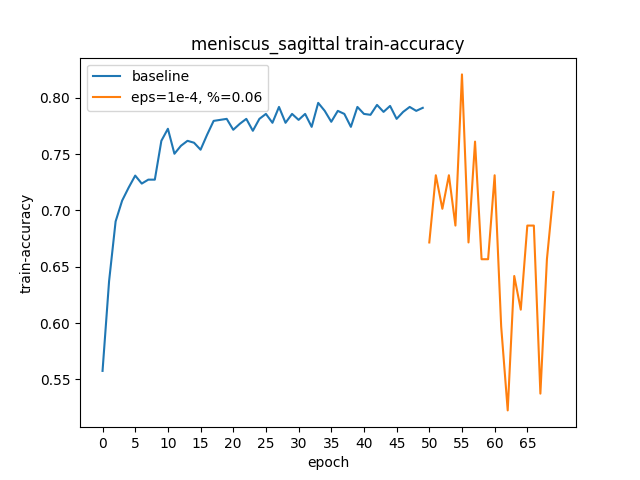 meniscus_sagittal train-accuracy
baseline
eps=1e-4, %=0.06
train-accuracy
0.80
0.75
0.70
0.65
0.60
0.55
0 5 10 15 20 25 30 35 40 45 50 55 60 65
epoch